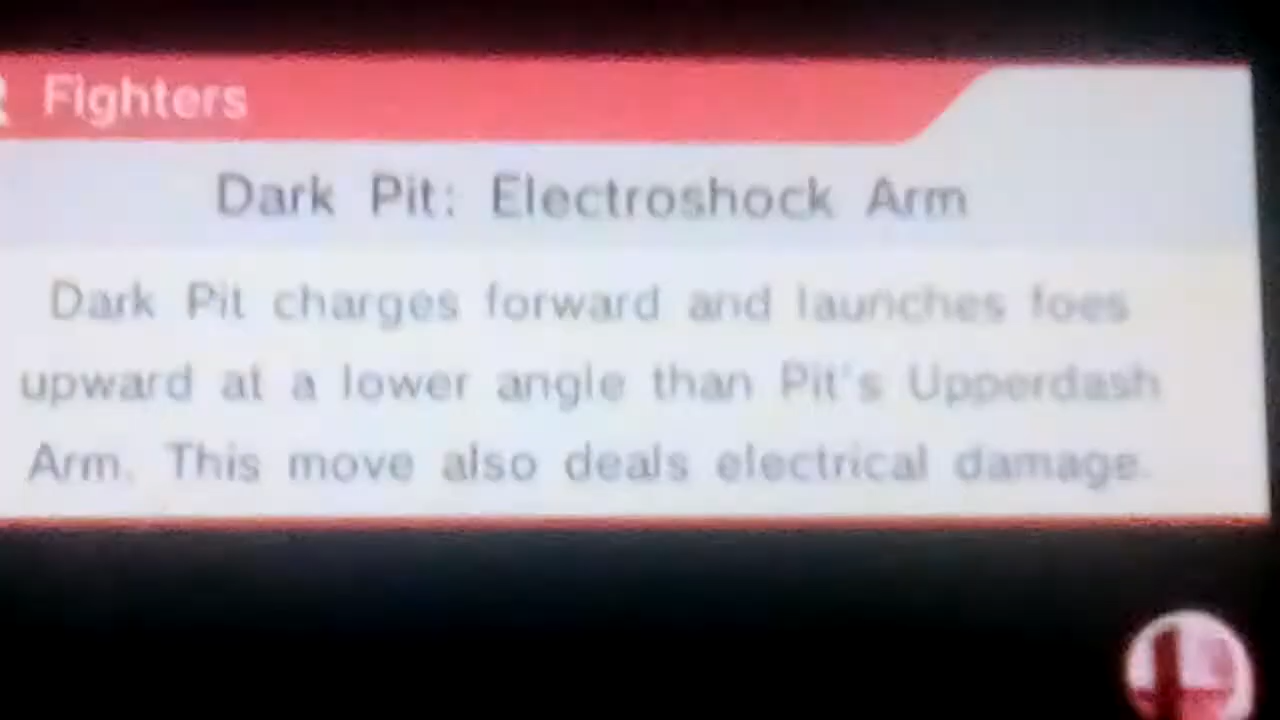 Fighters
Dark Pit: Electroshock Arm
Dark Pit charges forward and launches foes
upward at a lower angle than Pit's Upperdash
Arm. This move also deals electrical damage.